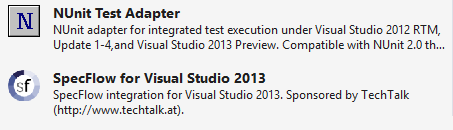 N
NUnit Test Adapter
NUnit adapter for integrated test execution under Visual Studio 2012 RTM,
Update 1-4,and Visual Studio 2013 Preview. Compatible with NUnit 2.0 th...
sf
SpecFlow for Visual Studio 2013
SpecFlow integration for Visual Studio 2013. Sponsored by TechTalk
(http://www.techtalk.at).